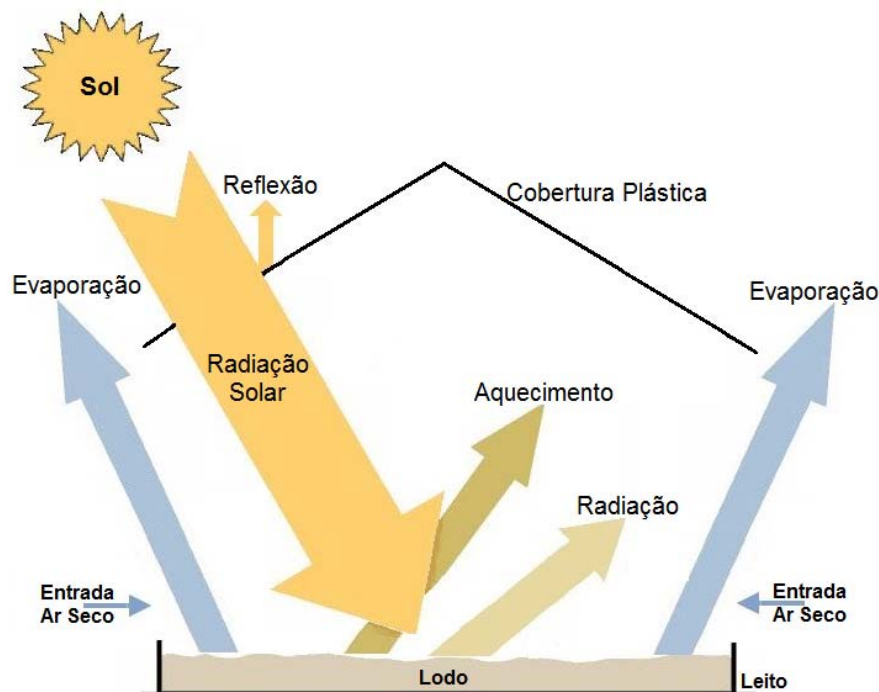 Sol
Reflexão
Cobertura Plástica
Evaporação
Evaporação
Radiação
Solar
Aquecimento
Radiação
Entrada
Ar Seco
Entrada
Ar Seco
Lodo
Leito